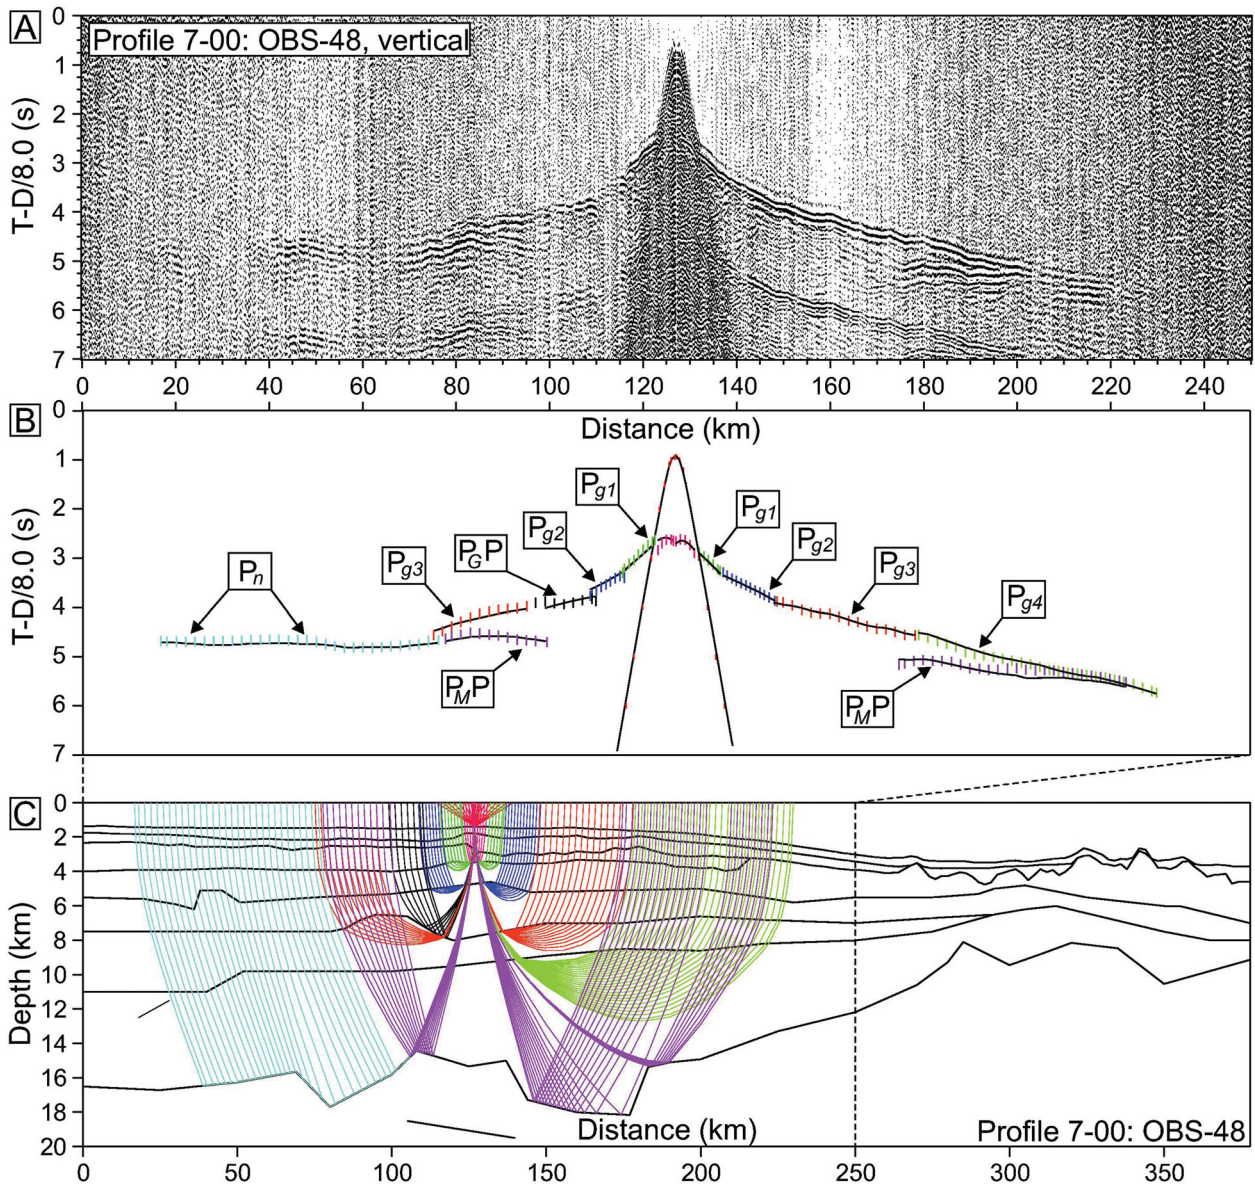 A
Profile 7-00: OBS-48, vertical
T-D/8.0 (s)
0
1
2
3
4
5
6
7
0 20 40 60 80 100 120 140 160 180 200 220
Distance (km)
B
T-D/8.0 (s)
0
1
2
3
4
5
6
7
Pn
Pg3
PGP
Pg2
Pg1
Pg1
Pg2
Pg3
Pg4
PMP
PMP
C
Depth (km)
0
2
4
6
8
10
12
14
16
18
20
Distance (km)
Profile 7-00: OBS-48
0 50 100 150 200 250 300 350